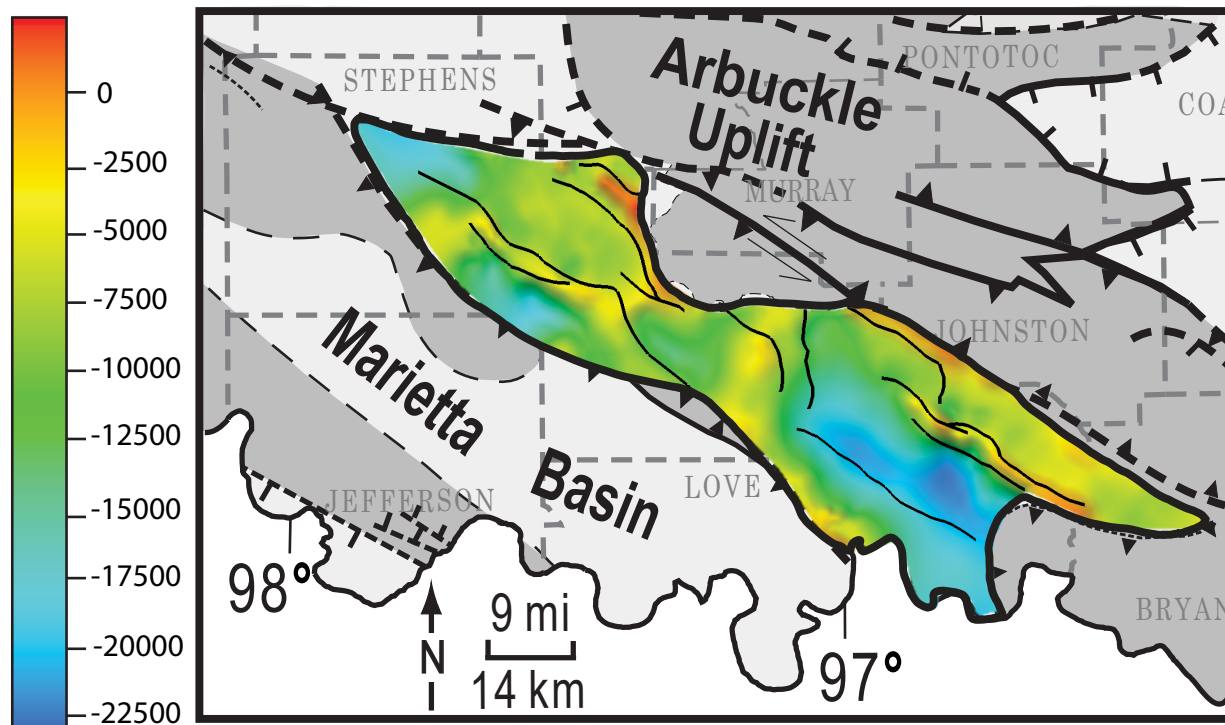 0
-2500
-5000
-7500
-10000
-12500
-15000
-17500
-20000
-22500
STEPHENS
Arbuckle
Uplift
PONTOTOC
COA
MURRAY
JOHNSTON
Marietta
Basin
LOVE
JEFFERSON
BRYAN
98°
97°
N
9 mi
14 km